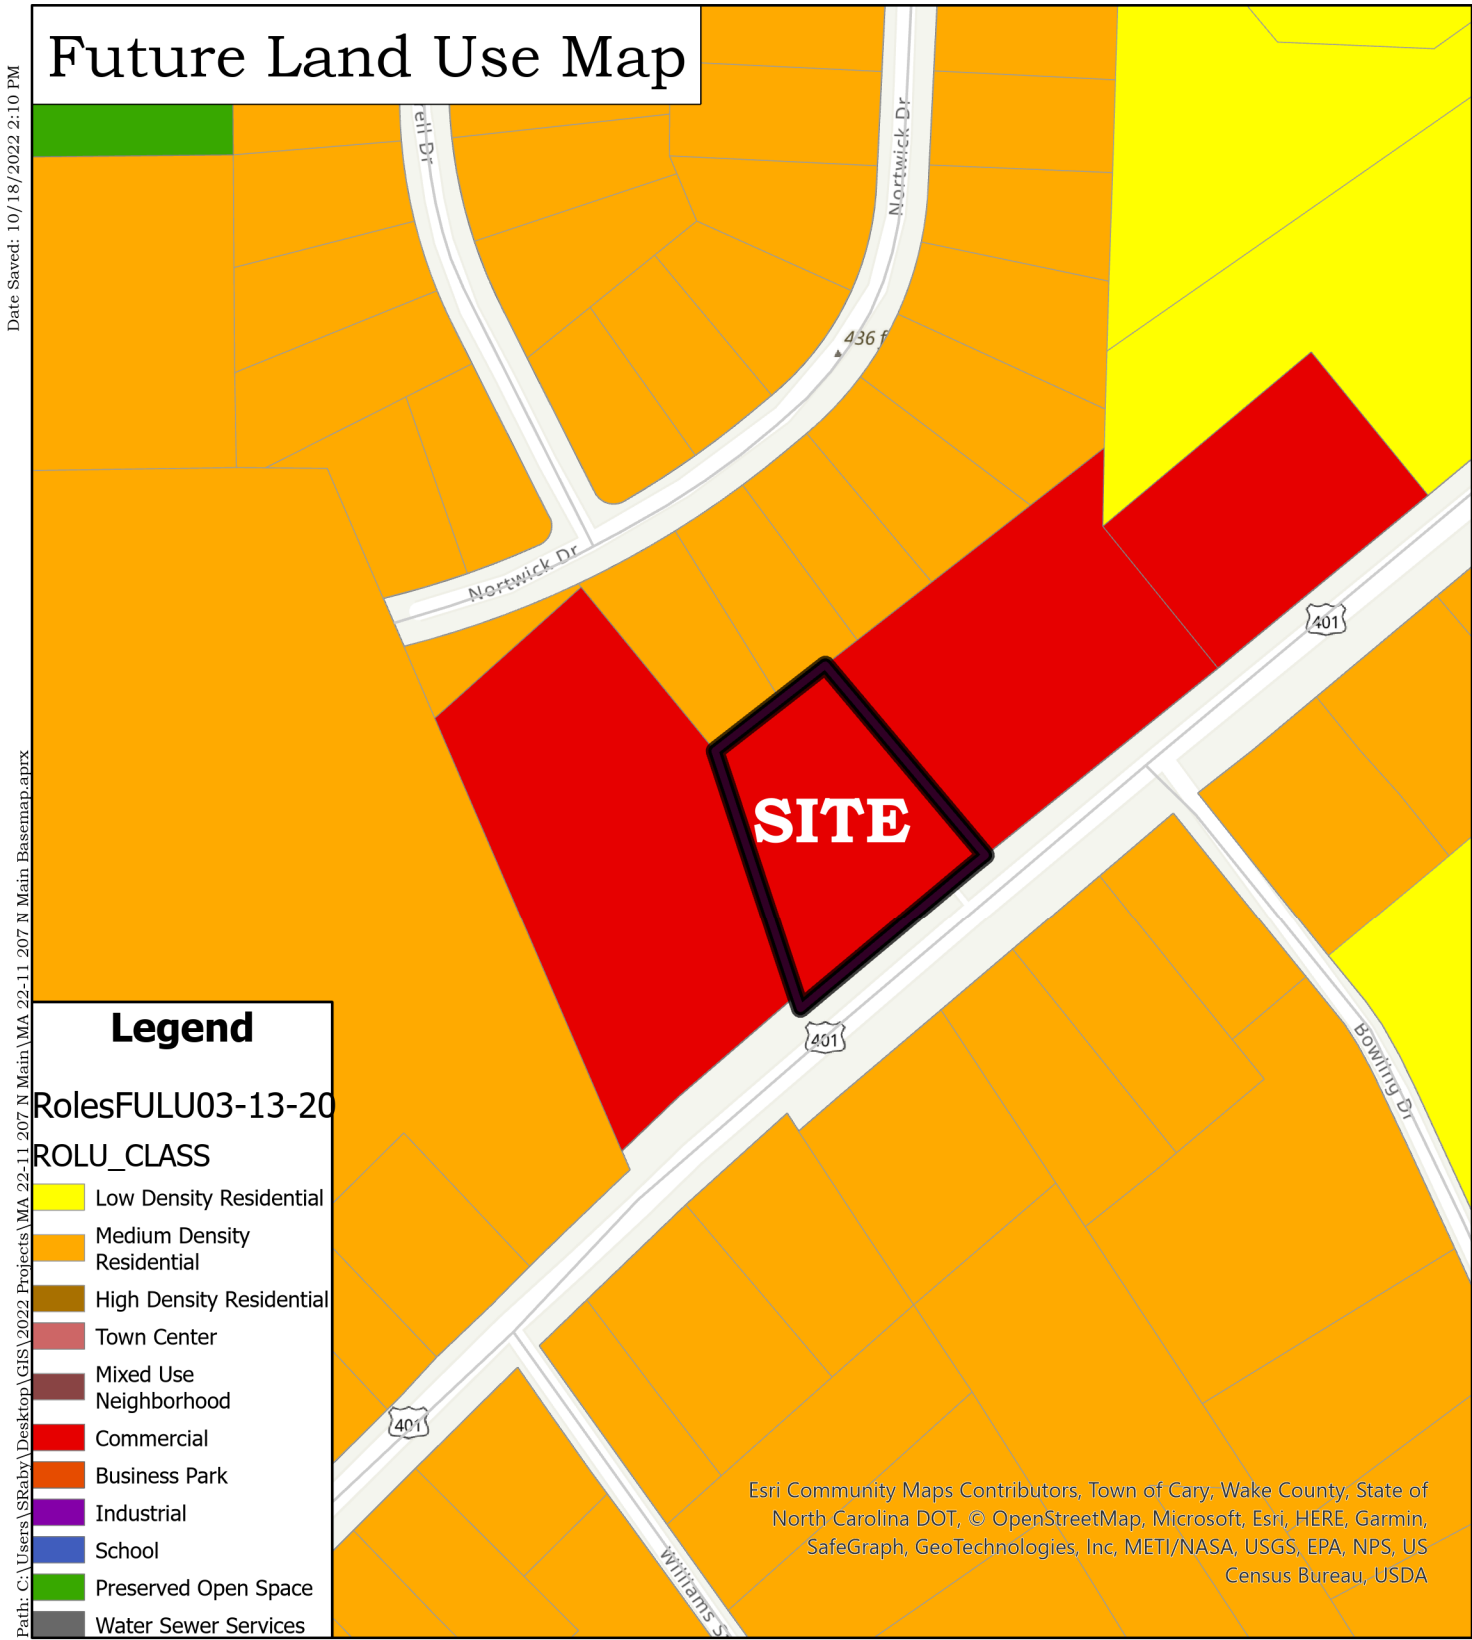 Future Land Use Map
Date Saved: 10/18/2022 2:10 PM
Path: C:\Users\SRaby\Desktop\GIS\2022 Projects\MA 22-11 207 N Main\MA 22-11 207 N Main Basemap.aprx
ell Dr
Nortwick Dr
436 f
Nortwick Dr
401
SITE
401
Bowling Dr
401
Williams S
Legend
RolesFULU03-13-20
ROLU_CLASS
Low Density Residential
Medium Density
Residential
High Density Residential
Town Center
Mixed Use
Neighborhood
Commercial
Business Park
Industrial
School
Preserved Open Space
Water Sewer Services
Esri Community Maps Contributors, Town of Cary, Wake County, State of
North Carolina DOT, © OpenStreetMap, Microsoft, Esri, HERE, Garmin,
SafeGraph, GeoTechnologies, Inc, METI/NASA, USGS, EPA, NPS, US
Census Bureau, USDA